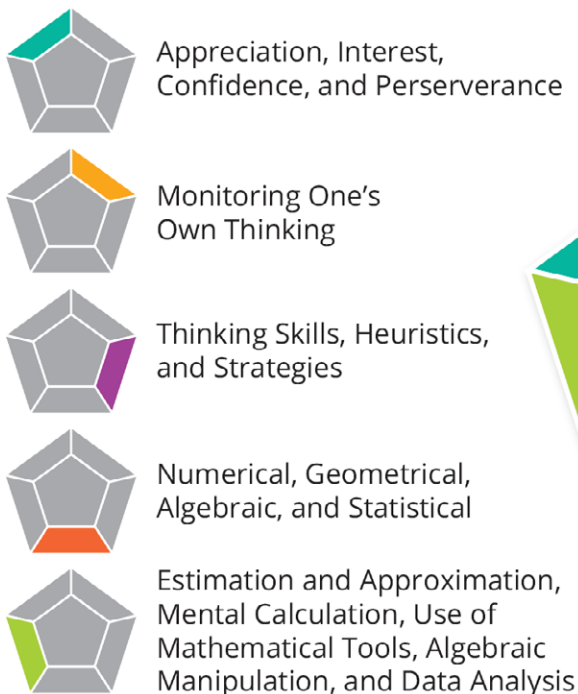 Appreciation, Interest,
Confidence, and Perserverance
Monitoring One's
Own Thinking
Thinking Skills, Heuristics,
and Strategies
Numerical, Geometrical,
Algebraic, and Statistical
Estimation and Approximation,
Mental Calculation, Use of
Mathematical Tools, Algebraic
Manipulation, and Data Analysis